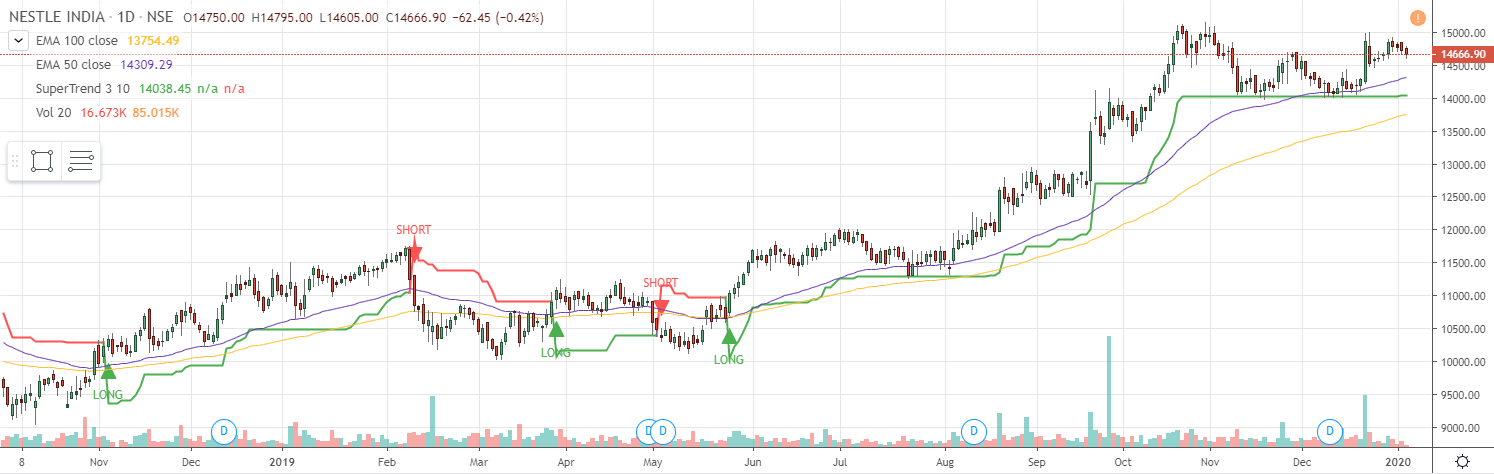 NESTLE INDIA · 1D · NSE O14750.00 H14795.00 L14605.00 C14666.90 −62.45 (−0.42%)
EMA 100 close 13754.49
EMA 50 close 14309.29
SuperTrend 3 10 14038.45 n/a n/a
Vol 20 16.673K 85.015K
15000.00
14666.90
14500.00
14000.00
13500.00
13000.00
12500.00
12000.00
11500.00
11000.00
10500.00
10000.00
9500.00
9000.00
SHORT
SHORT
LONG
LONG
LONG
D
D
D
D
D
8 Nov Dec 2019 Feb Mar Apr May Jun Jul Aug Sep Oct Nov Dec 2020